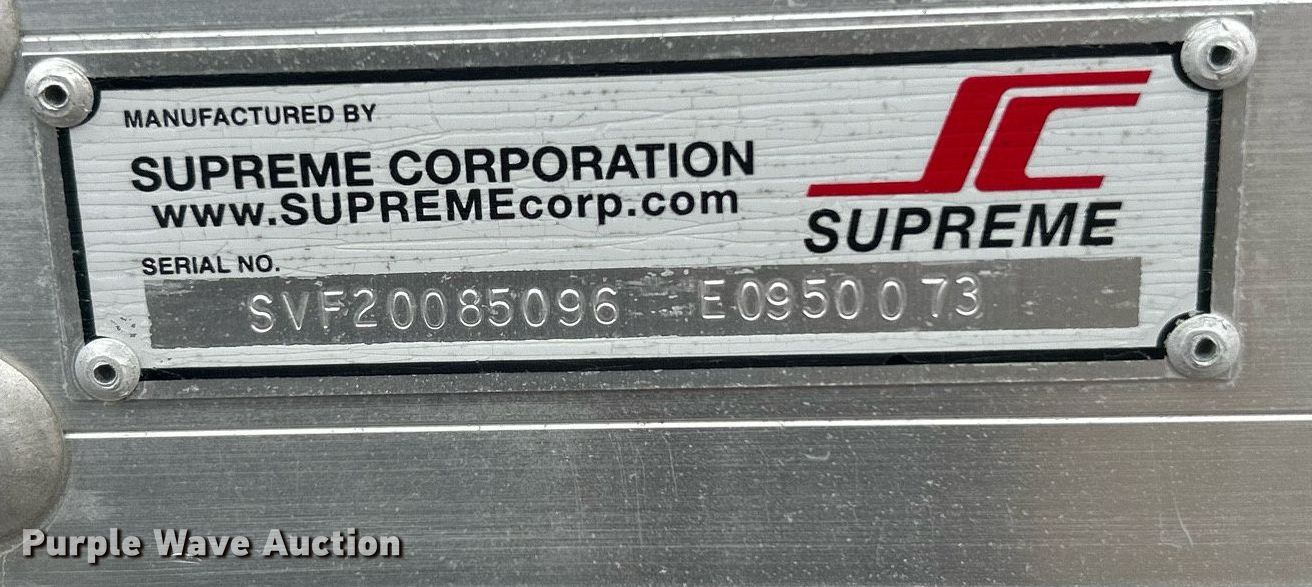 MANUFACTURED BY
SUPREME CORPORATION
www.SUPREMEcorp.com
SUPREME
SERIAL NO.
SVF20085096 E0950073
Purple Wave Auction